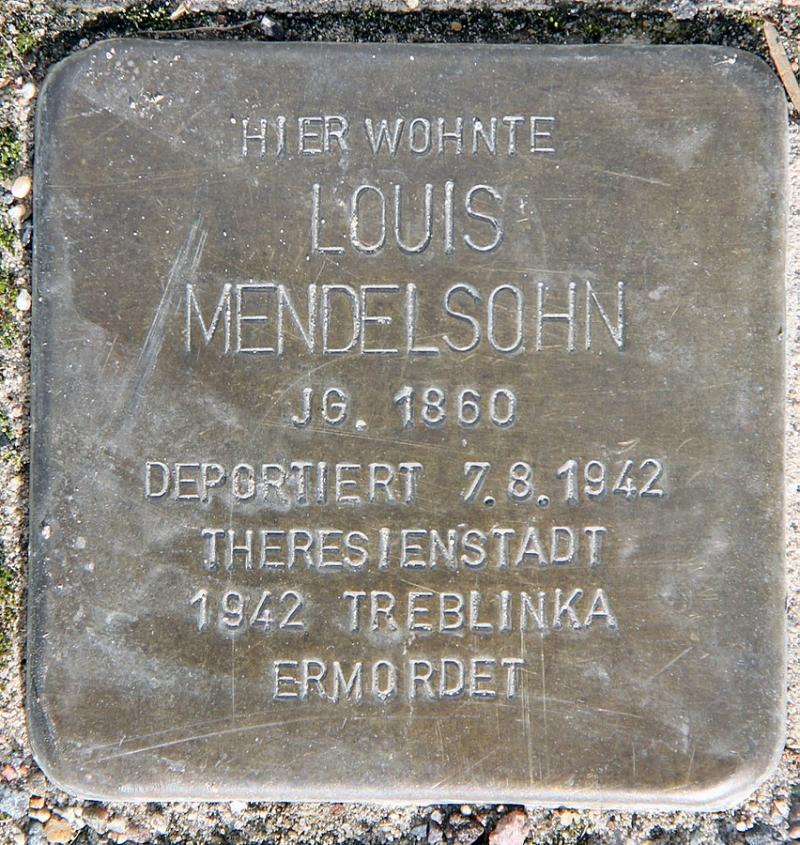 HIER WOHNTE
LOUIS
MENDELSOHN
JG. 1860
DEPORTIERT 7.8.1942
THERESIENSTADT
1942 TREBLINKA
ERMORDET